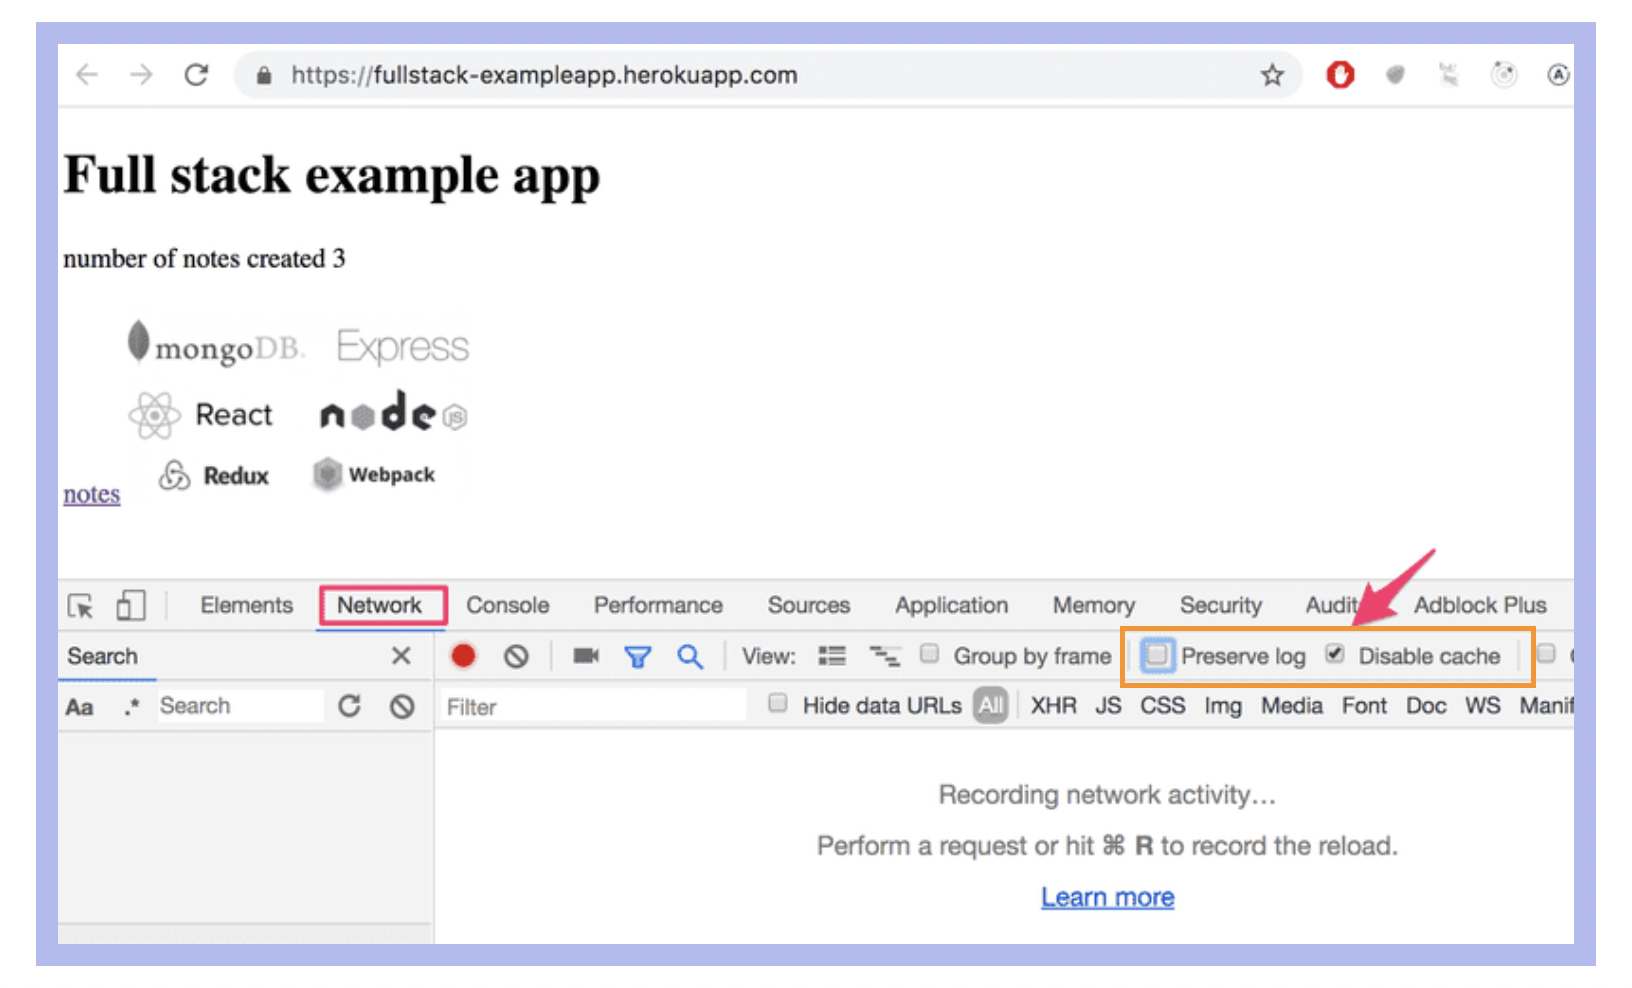 https://fullstack-exampleapp.herokuapp.com
Full stack example app
number of notes created 3
mongoDB. Express
React node JS
Redux Webpack
notes
Elements Network Console Performance Sources Application Memory Security Audit Adblock Plus
Search View: Group by frame Preserve log Disable cache
Aa .* Search Filter Hide data URLs All XHR JS CSS Img Media Font Doc WS Manif
Recording network activity...
Perform a request or hit ⌘ R to record the reload.
Learn more